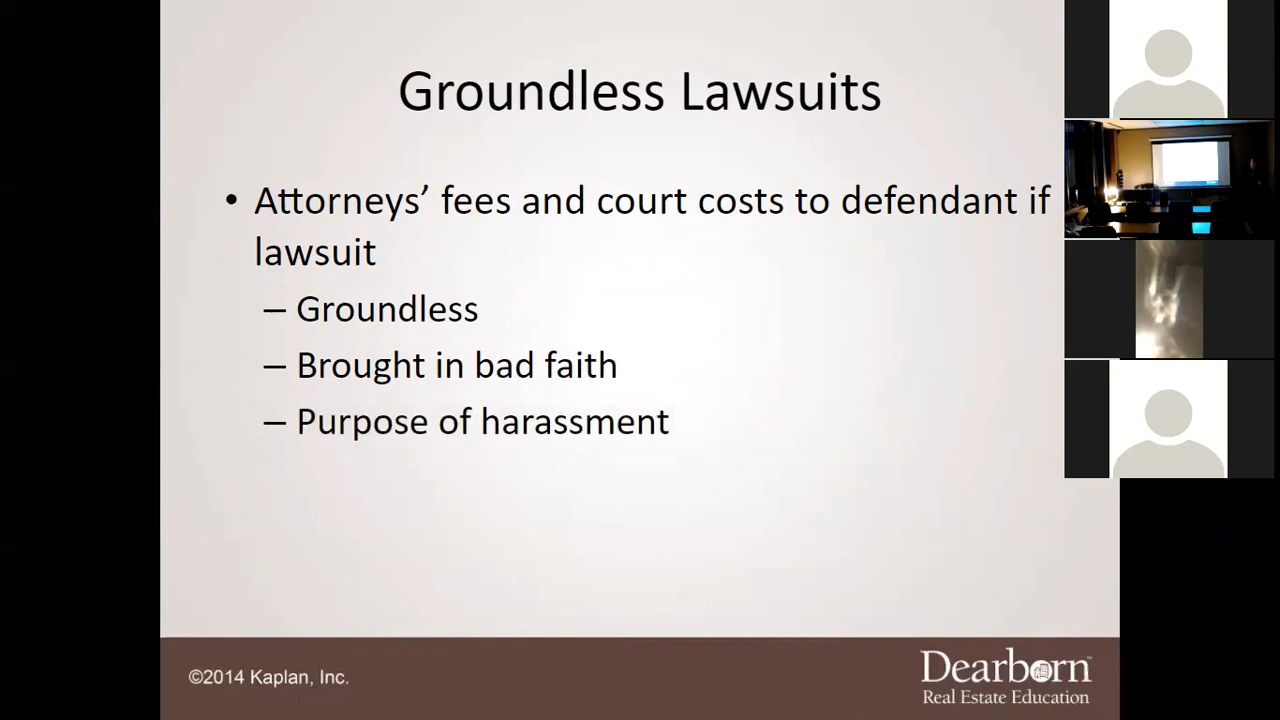 Groundless Lawsuits
• Attorneys’ fees and court costs to defendant if
lawsuit
– Groundless
– Brought in bad faith
– Purpose of harassment
©2014 Kaplan, Inc.
Dearborn™
Real Estate Education